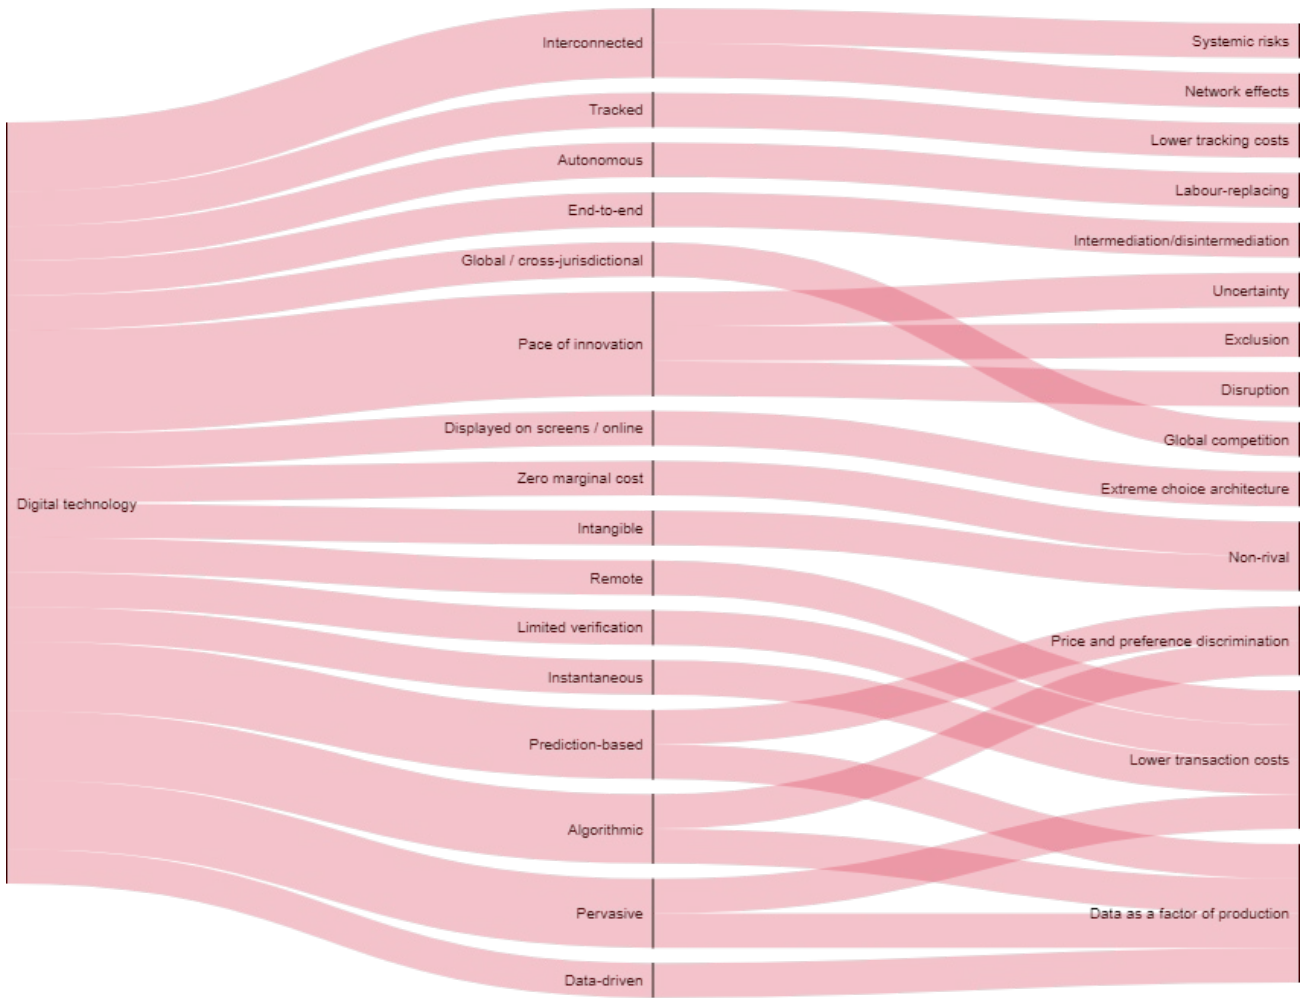 Digital technology
Interconnected
Tracked
Autonomous
End-to-end
Global / cross-jurisdictional
Pace of innovation
Displayed on screens / online
Zero marginal cost
Intangible
Remote
Limited verification
Instantaneous
Prediction-based
Algorithmic
Pervasive
Data-driven
Systemic risks
Network effects
Lower tracking costs
Labour-replacing
Intermediation/disintermediation
Uncertainty
Exclusion
Disruption
Global competition
Extreme choice architecture
Non-rival
Price and preference discrimination
Lower transaction costs
Data as a factor of production